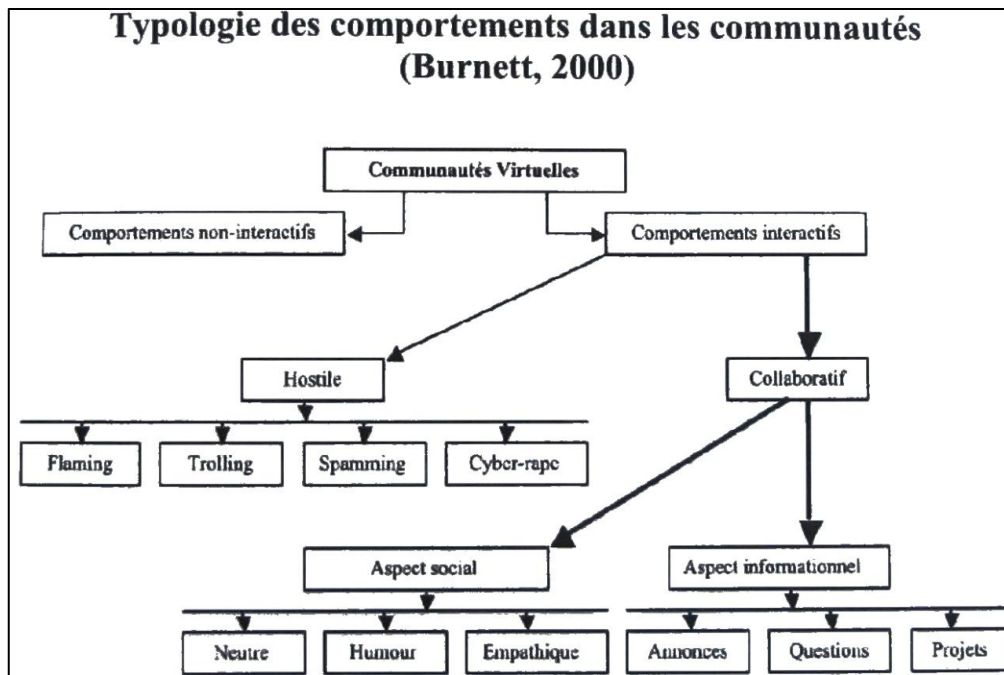 Typologie des comportements dans les communautés
(Burnett, 2000)
Communautés Virtuelles
Comportements non-interactifs
Comportements interactifs
Hostile
Collaboratif
Flaming
Trolling
Spamming
Cyber-rape
Aspect social
Aspect informationnel
Neutre
Humour
Empathique
Annonces
Questions
Projets